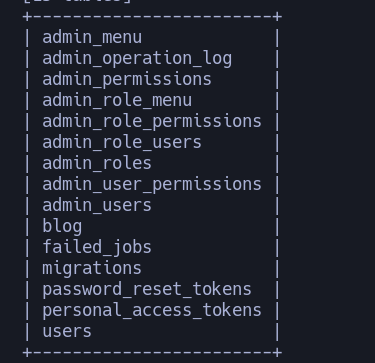 +------------------------+
| admin_menu             |
| admin_operation_log    |
| admin_permissions      |
| admin_role_menu        |
| admin_role_permissions |
| admin_role_users       |
| admin_roles            |
| admin_user_permissions |
| admin_users            |
| blog                   |
| failed_jobs            |
| migrations             |
| password_reset_tokens  |
| personal_access_tokens |
| users                  |
+------------------------+